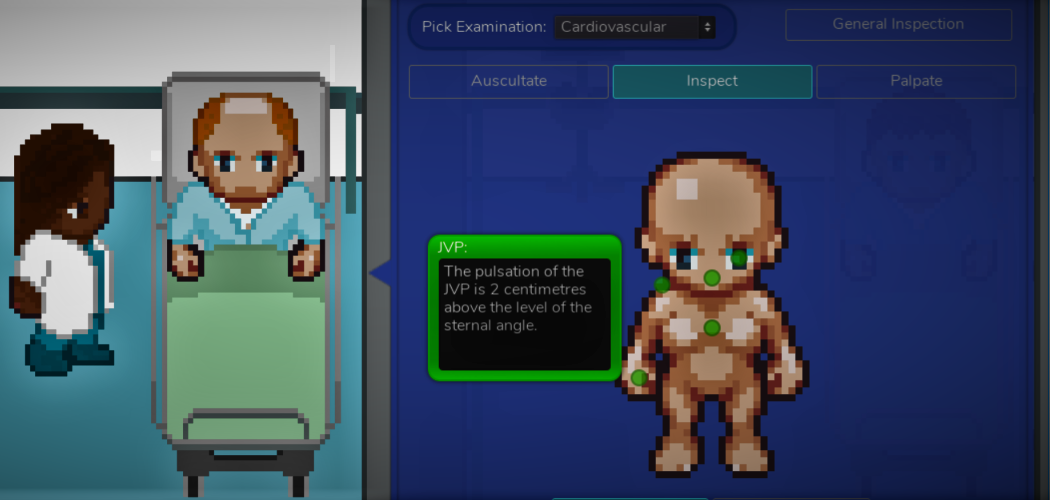 Pick Examination: Cardiovascular
General Inspection
Auscultate
Inspect
Palpate
JVP:
The pulsation of the
JVP is 2 centimetres
above the level of the
sternal angle.